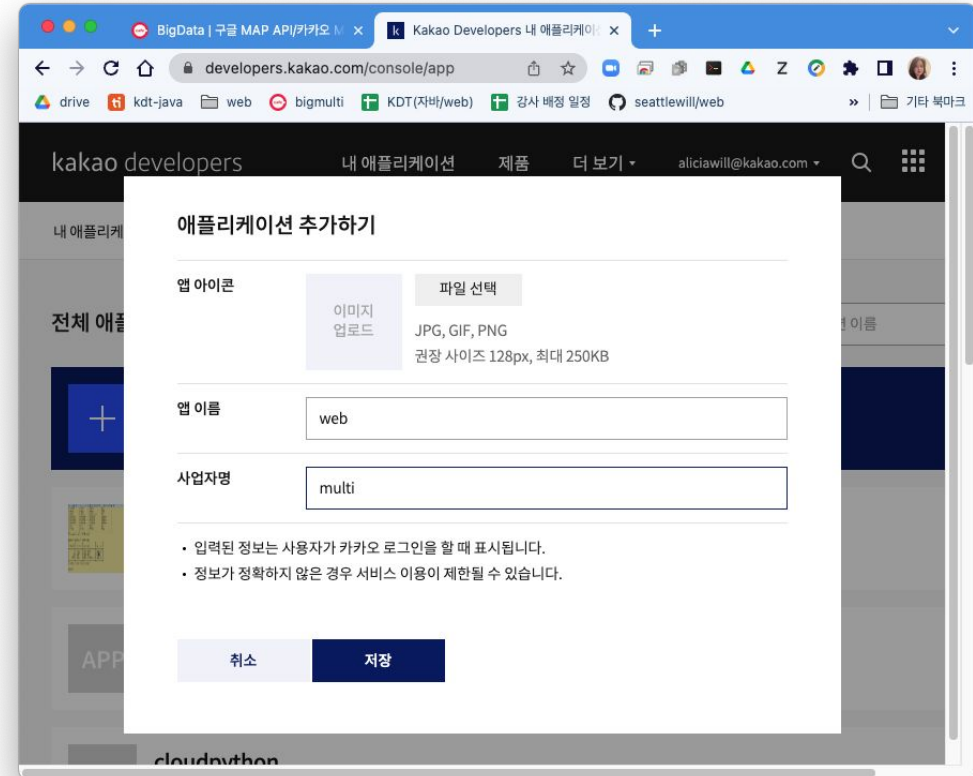 BigData | 구글 MAP API/카카오 M
Kakao Developers 내 애플리케이
developers.kakao.com/console/app
drive
kdt-java
web
bigmulti
KDT(자바/web)
강사 배정 일정
seattlewill/web
»
기타 북마크
kakao developers
내 애플리케이션
제품
더 보기
aliciawill@kakao.com
내 애플리케
애플리케이션 추가하기
앱 아이콘
이미지
업로드
파일 선택
JPG, GIF, PNG
권장 사이즈 128px, 최대 250KB
전체 애플
이름
앱 이름
web
사업자명
multi
• 입력된 정보는 사용자가 카카오 로그인을 할 때 표시됩니다.
• 정보가 정확하지 않은 경우 서비스 이용이 제한될 수 있습니다.
취소
저장
APP
cloudpython